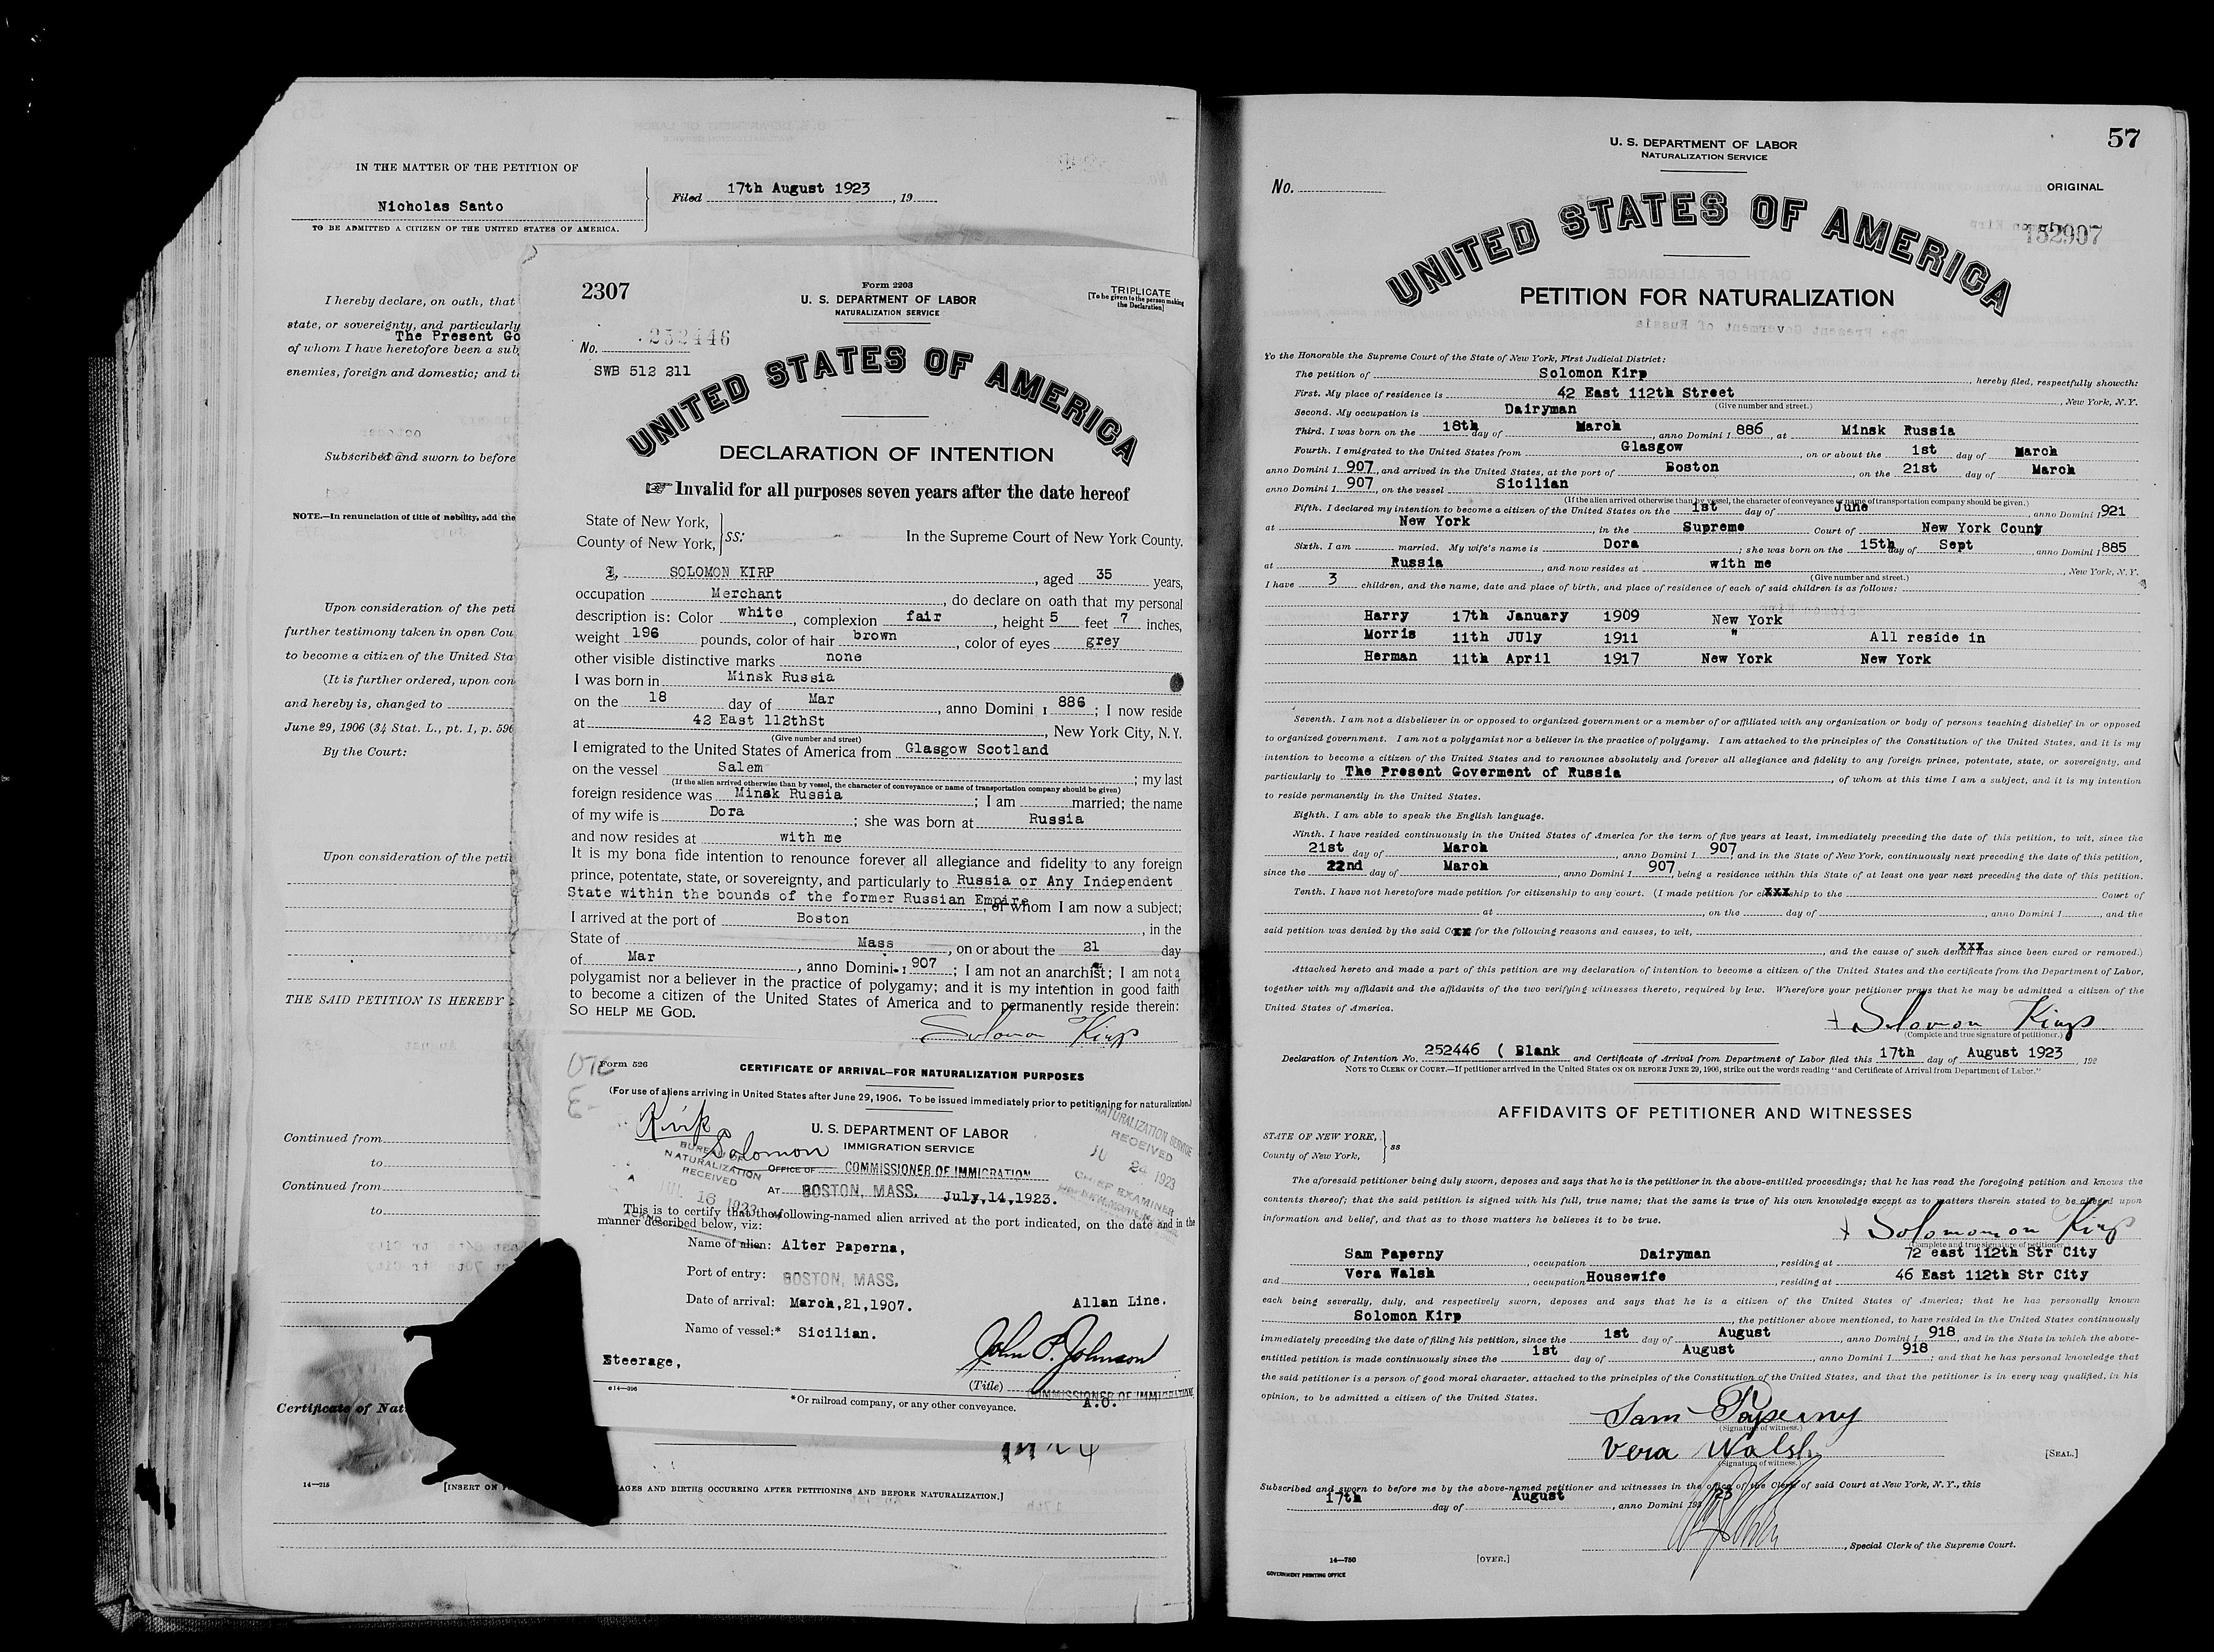 IN THE MATTER OF THE PETITION OF
Nicholas Santo
TO BE ADMITTED A CITIZEN OF THE UNITED STATES OF AMERICA.
Filed 17th August 1923, 19
I hereby declare, on oath, that
state, or sovereignty, and particularly
The Present Go
of whom I have heretofore been a sub
enemies, foreign and domestic; and t
Subscribed and sworn to before
NOTE.—In renunciation of title of nobility, add the
Upon consideration of the peti
further testimony taken in open Cou
to become a citizen of the United Sta
(It is further ordered, upon con
and hereby is, changed to
June 29, 1906 (34 Stat. L., pt. 1, p. 596
By the Court:
Upon consideration of the petit
THE SAID PETITION IS HEREBY
Continued from
to
Continued from
to
Certificate of Nat
14—215
[INSERT ON
AGES AND BIRTHS OCCURRING AFTER PETITIONING AND BEFORE NATURALIZATION.]
2307
Form 2203
U. S. DEPARTMENT OF LABOR
NATURALIZATION SERVICE
TRIPLICATE
[To be given to the person making the Declaration]
No. 252446
SWB 512 211
UNITED STATES OF AMERICA
DECLARATION OF INTENTION
☞ Invalid for all purposes seven years after the date hereof
State of New York,
County of New York, ss:
In the Supreme Court of New York County.
I, SOLOMON KIRP, aged 35 years,
occupation Merchant, do declare on oath that my personal
description is: Color white, complexion fair, height 5 feet 7 inches,
weight 196 pounds, color of hair brown, color of eyes grey
other visible distinctive marks none
I was born in Minsk Russia
on the 18 day of Mar, anno Domini 1 886; I now reside
at 42 East 112thSt, New York City, N.Y.
(Give number and street)
I emigrated to the United States of America from Glasgow Scotland
on the vessel Salem; my last
(If the alien arrived otherwise than by vessel, the character of conveyance or name of transportation company should be given)
foreign residence was Minsk Russia; I am married; the name
of my wife is Dora; she was born at Russia
and now resides at with me
It is my bona fide intention to renounce forever all allegiance and fidelity to any foreign
prince, potentate, state, or sovereignty, and particularly to Russia or Any Independent
State within the bounds of the former Russian Empire, of whom I am now a subject;
I arrived at the port of Boston, in the
State of Mass, on or about the 21 day
of Mar, anno Domini 1 907; I am not an anarchist; I am not a
polygamist nor a believer in the practice of polygamy; and it is my intention in good faith
to become a citizen of the United States of America and to permanently reside therein:
SO HELP ME GOD.
Solomon Kirp
Form 526
CERTIFICATE OF ARRIVAL—FOR NATURALIZATION PURPOSES
(For use of aliens arriving in United States after June 29, 1906. To be issued immediately prior to petitioning for naturalization.)
Kirk
Solomon
U. S. DEPARTMENT OF LABOR
IMMIGRATION SERVICE
OFFICE OF COMMISSIONER OF IMMIGRATION
AT BOSTON, MASS. July,14,1923.
BUREAU OF NATURALIZATION RECEIVED JUL 16 1923
NATURALIZATION SERVICE RECEIVED JU 24 1923 CHIEF EXAMINER
This is to certify that the following-named alien arrived at the port indicated, on the date and in the
manner described below, viz:
Name of alien: Alter Paperna,
Port of entry: BOSTON, MASS.
Date of arrival: March,21,1907. Allan Line.
Name of vessel:* Sicilian.
Steerage,
John P. Johnson
(Title) COMMISSIONER OF IMMIGRATION
A.O.
e14—396
*Or railroad company, or any other conveyance.
57
U. S. DEPARTMENT OF LABOR
NATURALIZATION SERVICE
No.
ORIGINAL
152907
UNITED STATES OF AMERICA
PETITION FOR NATURALIZATION
To the Honorable the Supreme Court of the State of New York, First Judicial District:
The petition of Solomon Kirp, hereby filed, respectfully showeth:
First. My place of residence is 42 East 112th Street, New York, N.Y.
(Give number and street.)
Second. My occupation is Dairyman
Third. I was born on the 18th day of March, anno Domini 1 886, at Minsk Russia
Fourth. I emigrated to the United States from Glasgow on or about the 1st day of March
anno Domini 1 907, and arrived in the United States, at the port of Boston, on the 21st day of March
anno Domini 1 907, on the vessel Sicilian
(If the alien arrived otherwise than by vessel, the character of conveyance or name of transportation company should be given.)
Fifth. I declared my intention to become a citizen of the United States on the 1st day of June, anno Domini 1921
at New York in the Supreme Court of New York Couny
Sixth. I am married. My wife's name is Dora; she was born on the 15th day of Sept, anno Domini 1885
at Russia, and now resides at with me, New York, N.Y.
(Give number and street.)
I have 3 children, and the name, date and place of birth, and place of residence of each of said children is as follows:
Harry 17th January 1909 New York
Morris 11th JUly 1911 " All reside in
Herman 11th April 1917 New York New York
Seventh. I am not a disbeliever in or opposed to organized government or a member of or affiliated with any organization or body of persons teaching disbelief in or opposed
to organized government. I am not a polygamist nor a believer in the practice of polygamy. I am attached to the principles of the Constitution of the United States, and it is my
intention to become a citizen of the United States and to renounce absolutely and forever all allegiance and fidelity to any foreign prince, potentate, state, or sovereignty, and
particularly to The Present Goverment of Russia, of whom at this time I am a subject, and it is my intention
to reside permanently in the United States.
Eighth. I am able to speak the English language.
Ninth. I have resided continuously in the United States of America for the term of five years at least, immediately preceding the date of this petition, to wit, since the
21st day of March, anno Domini 1 907 and in the State of New York, continuously next preceding the date of this petition,
since the 22nd day of March, anno Domini 1 907 being a residence within this State of at least one year next preceding the date of this petition.
Tenth. I have not heretofore made petition for citizenship to any court. (I made petition for citizenship to the Court of
at, on the day of, anno Domini 1, and the
said petition was denied by the said Court for the following reasons and causes, to wit,
and the cause of such denial has since been cured or removed.)
Attached hereto and made a part of this petition are my declaration of intention to become a citizen of the United States and the certificate from the Department of Labor,
together with my affidavit and the affidavits of the two verifying witnesses thereto, required by law. Wherefore your petitioner prays that he may be admitted a citizen of the
United States of America.
Solomon Kirp
(Complete and true signature of petitioner.)
Declaration of Intention No. 252446 ( Blank and Certificate of Arrival from Department of Labor filed this 17th day of August 1923, 192
NOTE TO CLERK OF COURT.—If petitioner arrived in the United States ON OR BEFORE JUNE 29, 1906, strike out the words reading "and Certificate of Arrival from Department of Labor."
AFFIDAVITS OF PETITIONER AND WITNESSES
STATE OF NEW YORK,
County of New York, ss
The aforesaid petitioner being duly sworn, deposes and says that he is the petitioner in the above-entitled proceedings; that he has read the foregoing petition and knows the
contents thereof; that the said petition is signed with his full, true name; that the same is true of his own knowledge except as to matters therein stated to be alleged upon
information and belief, and that as to those matters he believes it to be true.
Solomomon Kirp
(Complete and true signature of petitioner.)
Sam Paperny, occupation Dairyman, residing at 72 east 112th Str City
and Vera Walsh, occupation Housewife, residing at 46 East 112th Str City
each being severally, duly, and respectively sworn, deposes and says that he is a citizen of the United States of America; that he has personally known
Solomon Kirp, the petitioner above mentioned, to have resided in the United States continuously
immediately preceding the date of filing his petition, since the 1st day of August, anno Domini 1 918, and in the State in which the above-
entitled petition is made continuously since the 1st day of August, anno Domini 1 918; and that he has personal knowledge that
the said petitioner is a person of good moral character, attached to the principles of the Constitution of the United States, and that the petitioner is in every way qualified, in his
opinion, to be admitted a citizen of the United States.
Sam Paperny
(Signature of witness.)
Vera Walsh
(Signature of witness.)
[SEAL.]
Subscribed and sworn to before me by the above-named petitioner and witnesses in the office of the Clerk of said Court at New York, N.Y., this
17th day of August, anno Domini 192 23
, Special Clerk of the Supreme Court.
14—750
[OVER.]
GOVERNMENT PRINTING OFFICE